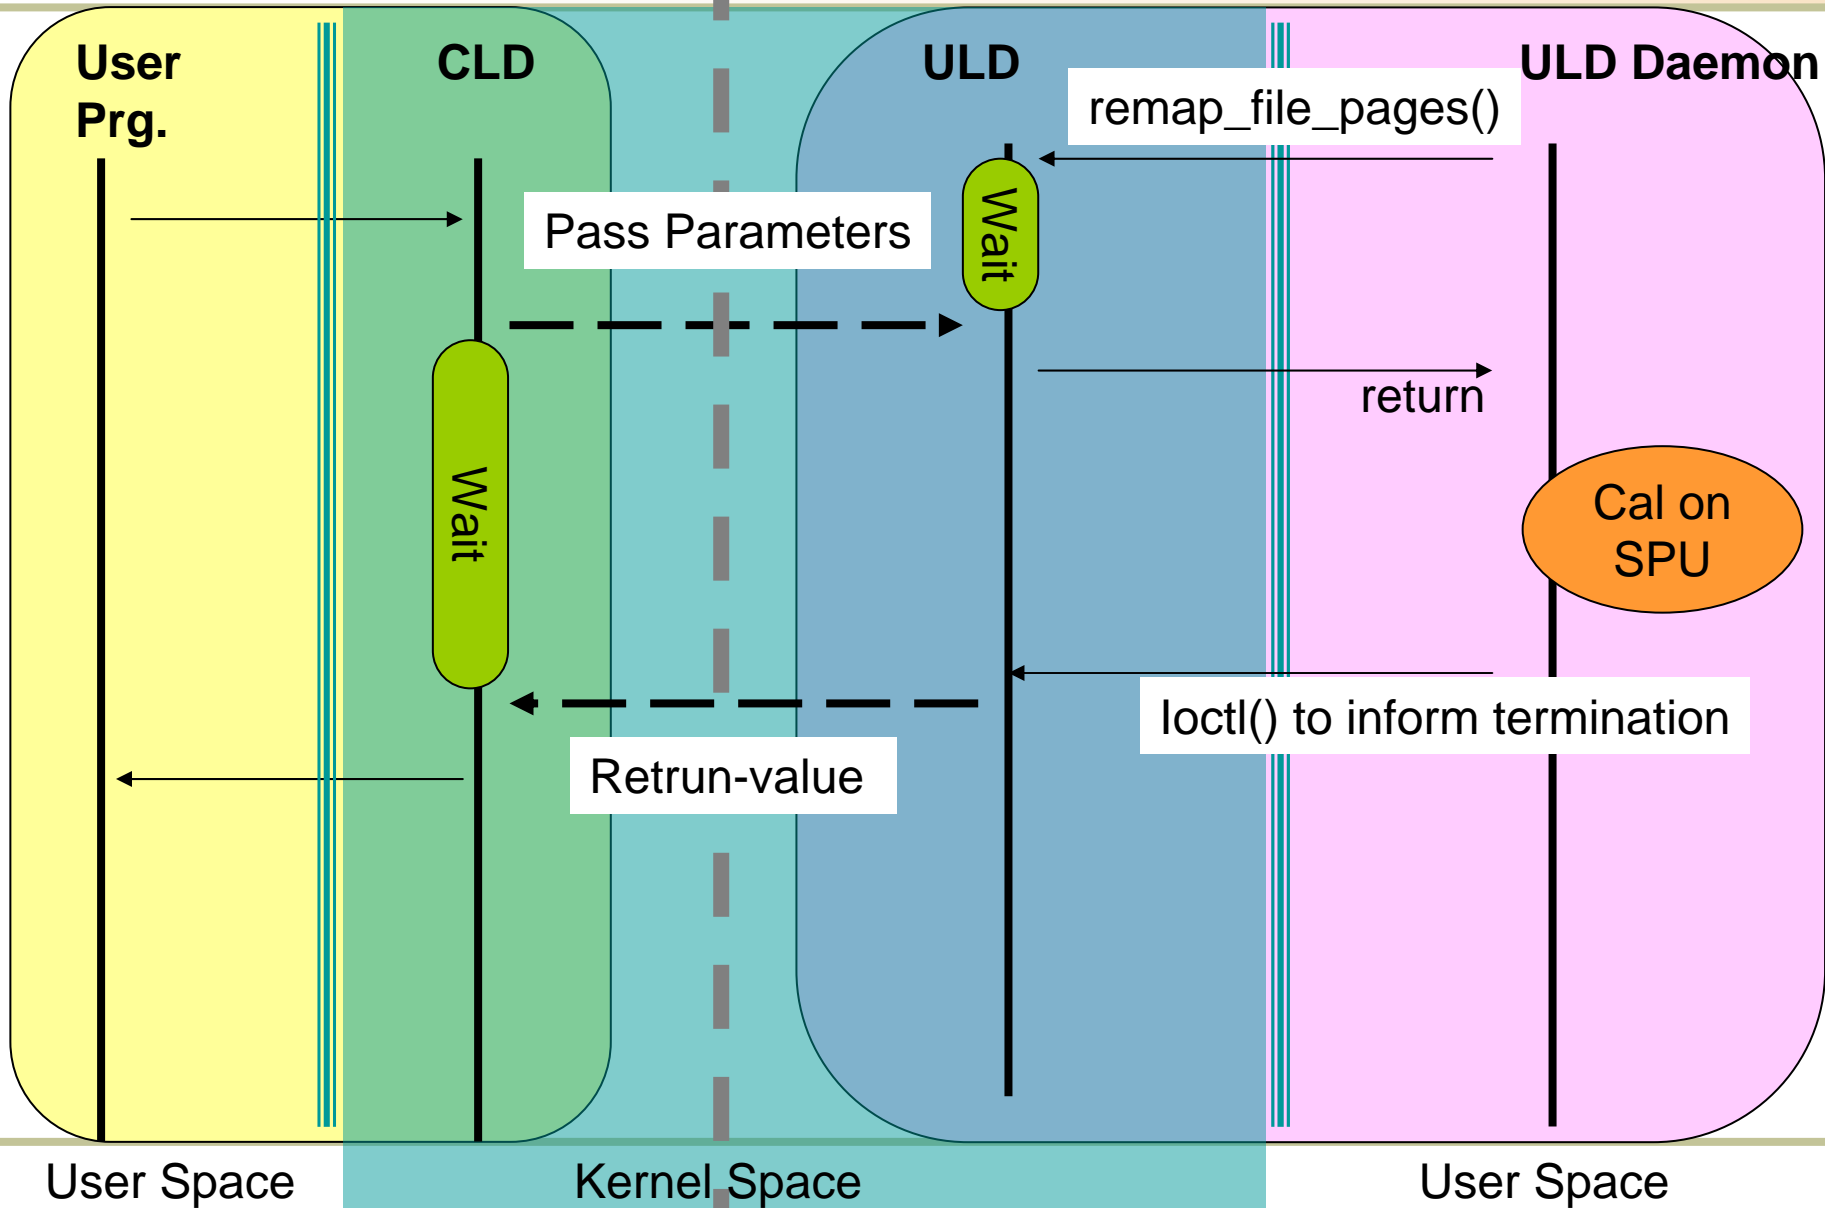 User
Prg.
CLD
ULD
ULD Daemon
remap_file_pages()
Pass Parameters
Wait
return
Wait
Cal on
SPU
Ioctl() to inform termination
Retrun-value
User Space
Kernel Space
User Space